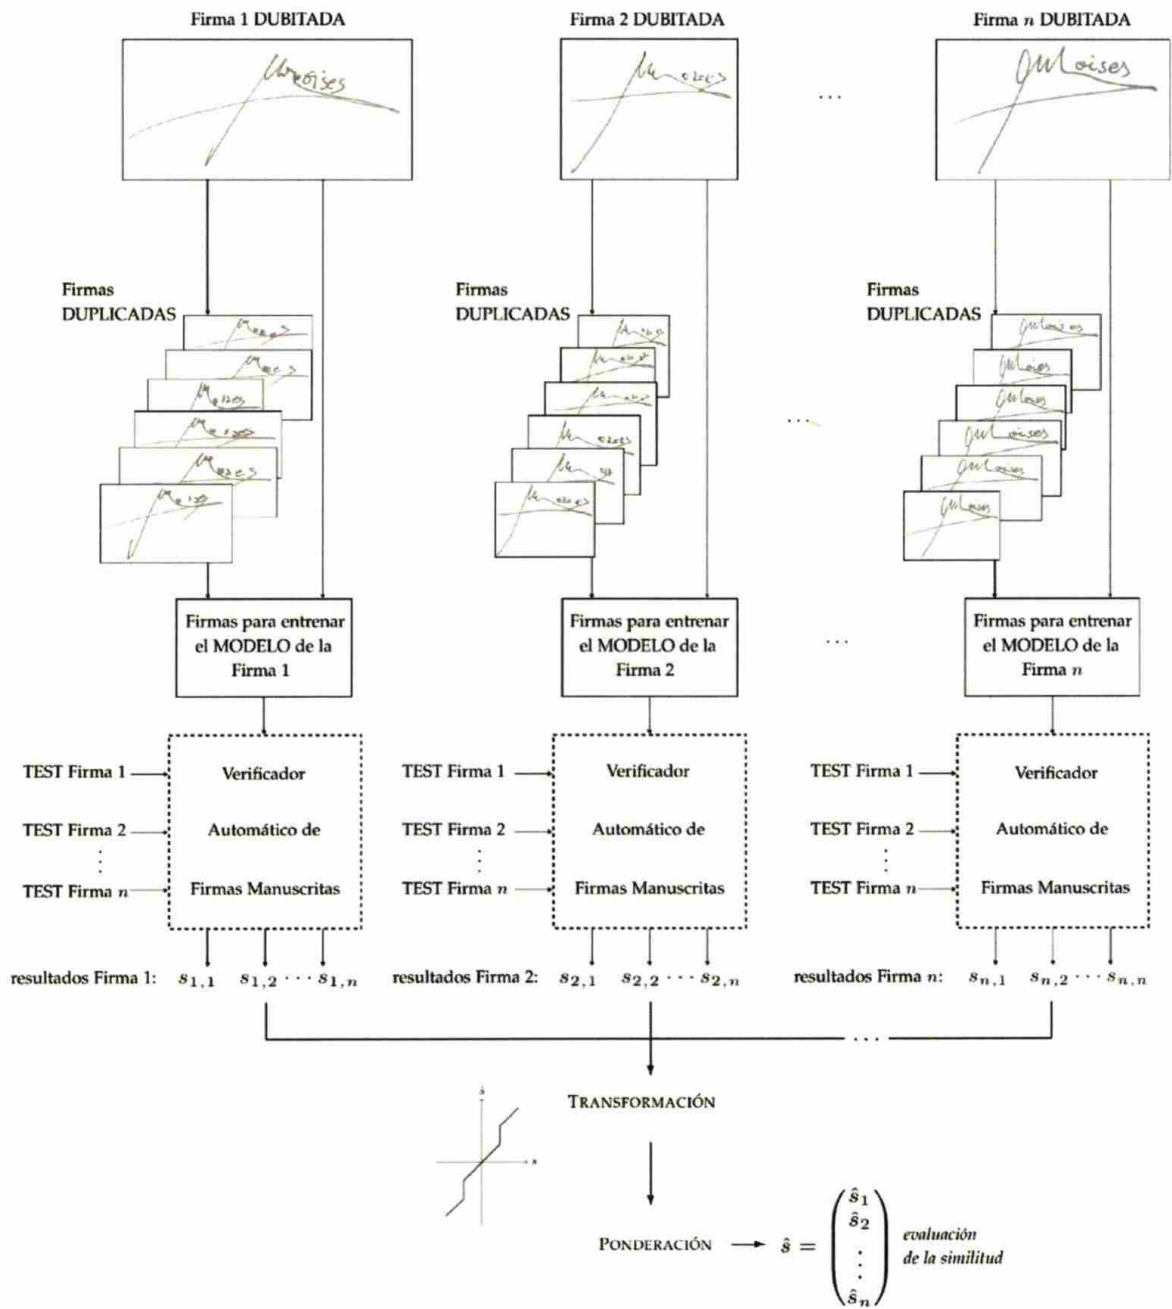 Firma 1 DUBITADA
Firma 2 DUBITADA
Firma n DUBITADA
Moises
Moises
...
Moises
Firmas
DUPLICADAS
Firmas
DUPLICADAS
Firmas
DUPLICADAS
...
Firmas para entrenar
el MODELO de la
Firma 1
Firmas para entrenar
el MODELO de la
Firma 2
...
Firmas para entrenar
el MODELO de la
Firma n
TEST Firma 1
TEST Firma 2
⋮
TEST Firma n
Verificador
Automático de
Firmas Manuscritas
TEST Firma 1
TEST Firma 2
⋮
TEST Firma n
Verificador
Automático de
Firmas Manuscritas
TEST Firma 1
TEST Firma 2
⋮
TEST Firma n
Verificador
Automático de
Firmas Manuscritas
resultados Firma 1: s1,1 s1,2 ··· s1,n
resultados Firma 2: s2,1 s2,2 ··· s2,n
resultados Firma n: sn,1 sn,2 ··· sn,n
...
TRANSFORMACIÓN
ŝ
s
PONDERACIÓN → ŝ = (ŝ1 ŝ2 ⋮ ŝn)
evaluación
de la similitud